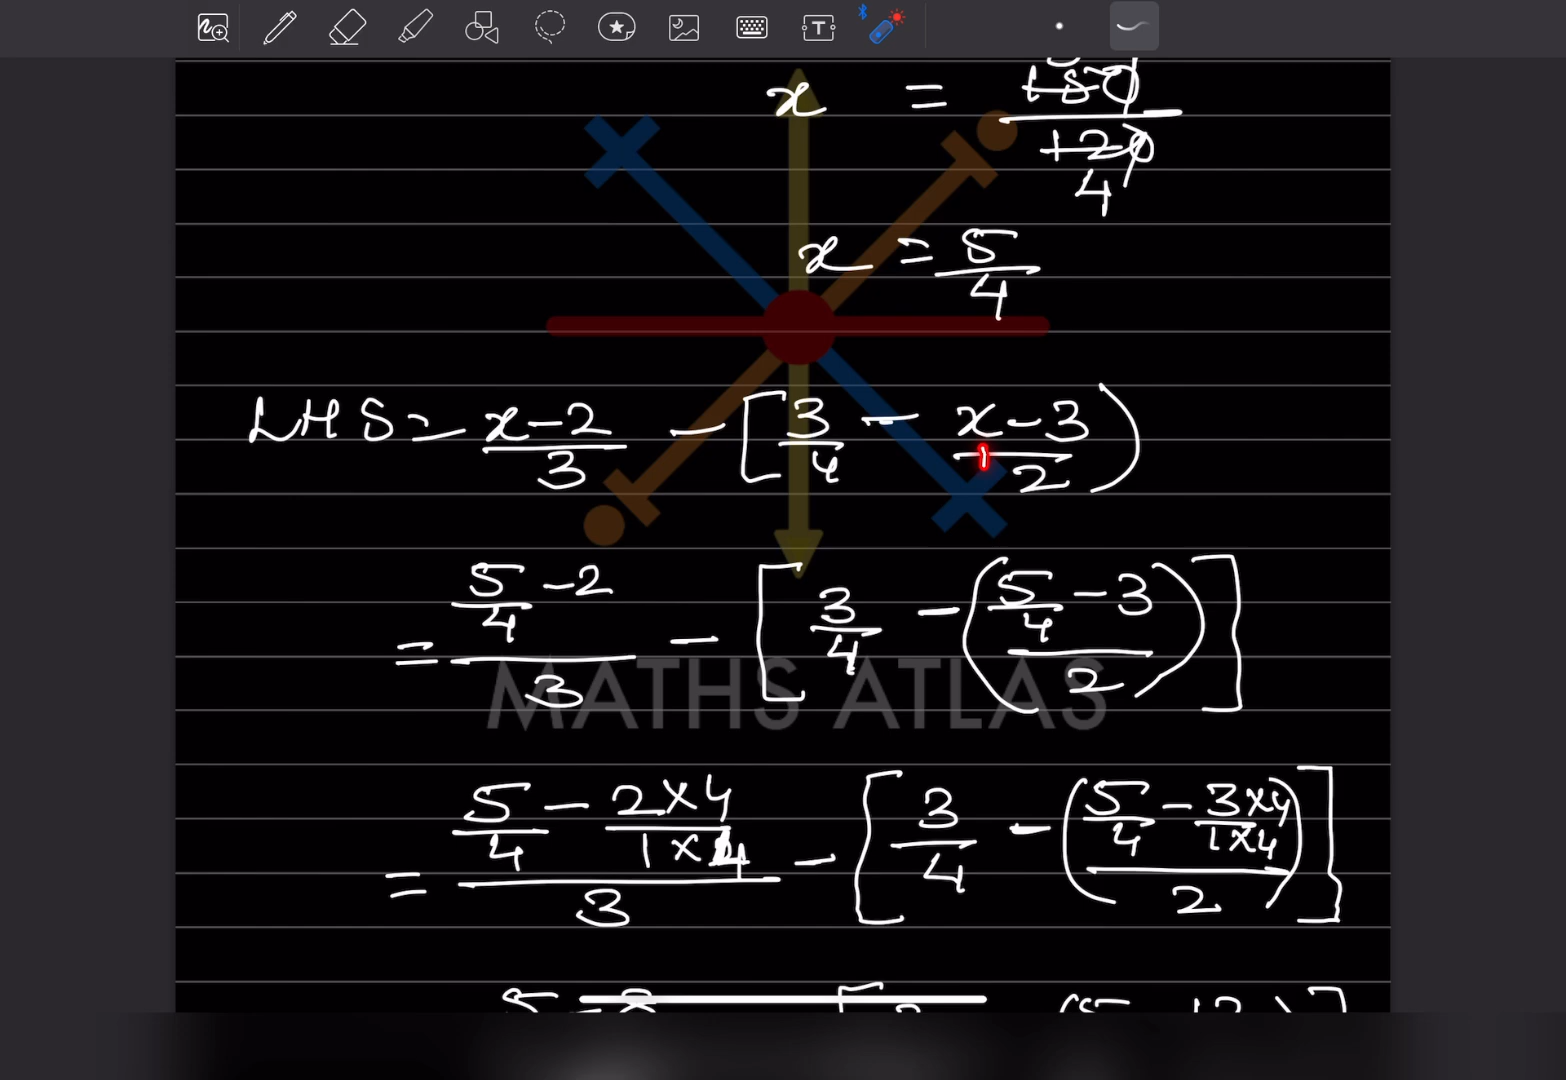 x = 150/120
4
x = 5/4
LHS = x-2/3 - [3/4 - x-3/2)
= 5/4 -2/3 - [3/4 - (5/4 -3/2)]
MATHS ATLAS
= 5/4 - 2×4/1×4/3 - [3/4 - (5/4 - 3×4/1×4/2)]